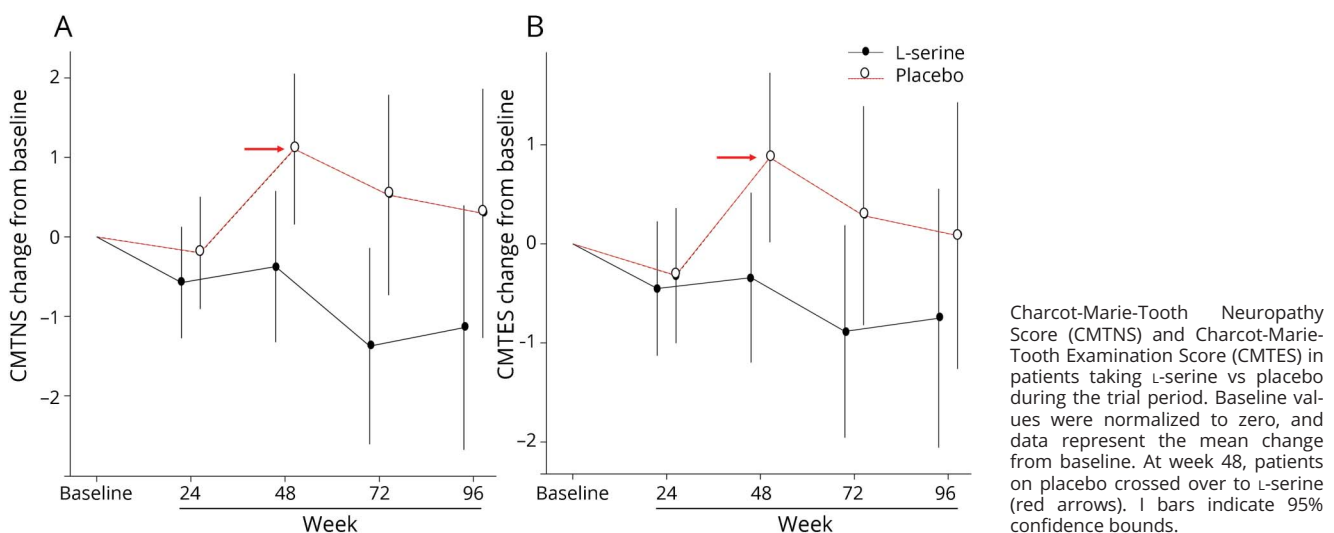 A
CMTNS change from baseline
2
1
0
−1
−2
Baseline 24 48 72 96
Week
B
L-serine
Placebo
CMTES change from baseline
1
0
−1
−2
Baseline 24 48 72 96
Week
Charcot-Marie-Tooth Neuropathy
Score (CMTNS) and Charcot-Marie-
Tooth Examination Score (CMTES) in
patients taking L-serine vs placebo
during the trial period. Baseline val-
ues were normalized to zero, and
data represent the mean change
from baseline. At week 48, patients
on placebo crossed over to L-serine
(red arrows). I bars indicate 95%
confidence bounds.